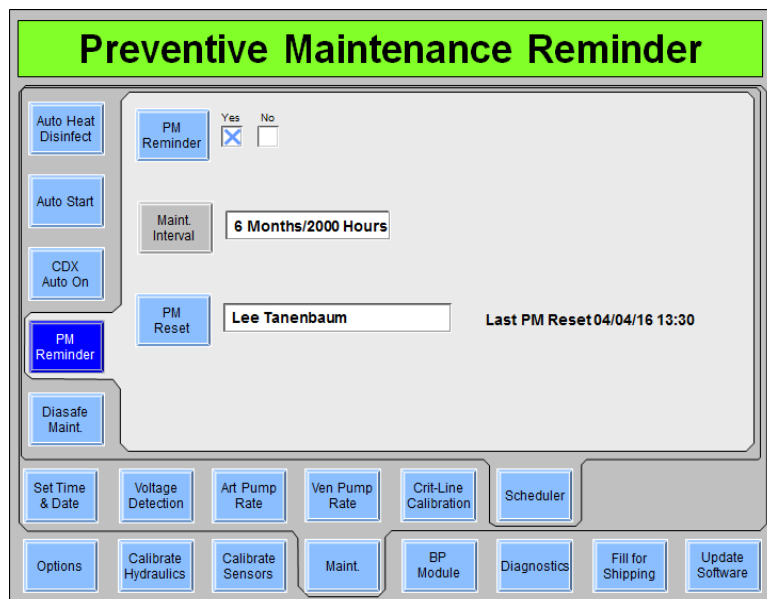 Preventive Maintenance Reminder
Auto Heat
Disinfect
PM
Reminder
Yes No
Auto Start
Maint.
Interval
6 Months/2000 Hours
CDX
Auto On
PM
Reset
Lee Tanenbaum
Last PM Reset 04/04/16 13:30
PM
Reminder
Diasafe
Maint.
Set Time
& Date
Voltage
Detection
Art Pump
Rate
Ven Pump
Rate
Crit-Line
Calibration
Scheduler
Options
Calibrate
Hydraulics
Calibrate
Sensors
Maint.
BP
Module
Diagnostics
Fill for
Shipping
Update
Software